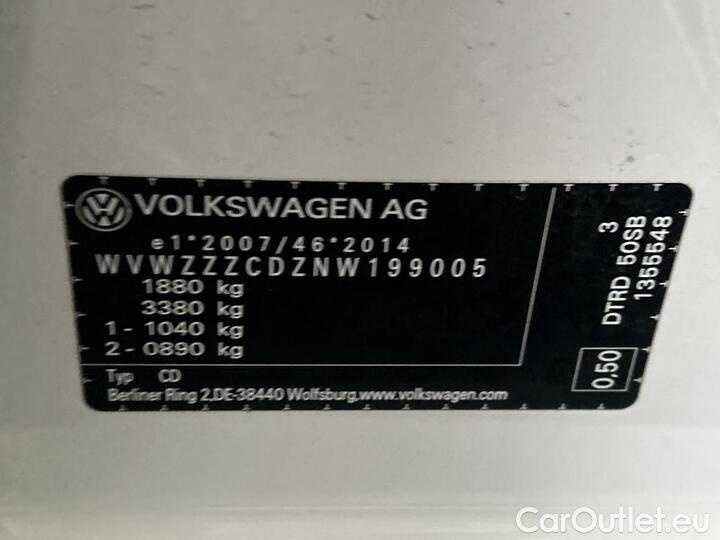 VOLKSWAGEN AG
e1*2007/46*2014
WVWZZZCDZNW199005
1880 kg
3380 kg
1- 1040 kg
2- 0890 kg
Typ CD
Berliner Ring 2,DE-38440 Wolfsburg,www.volkswagen.com
3
DTRD 50SB
1355548
0,50
CarOutlet.eu